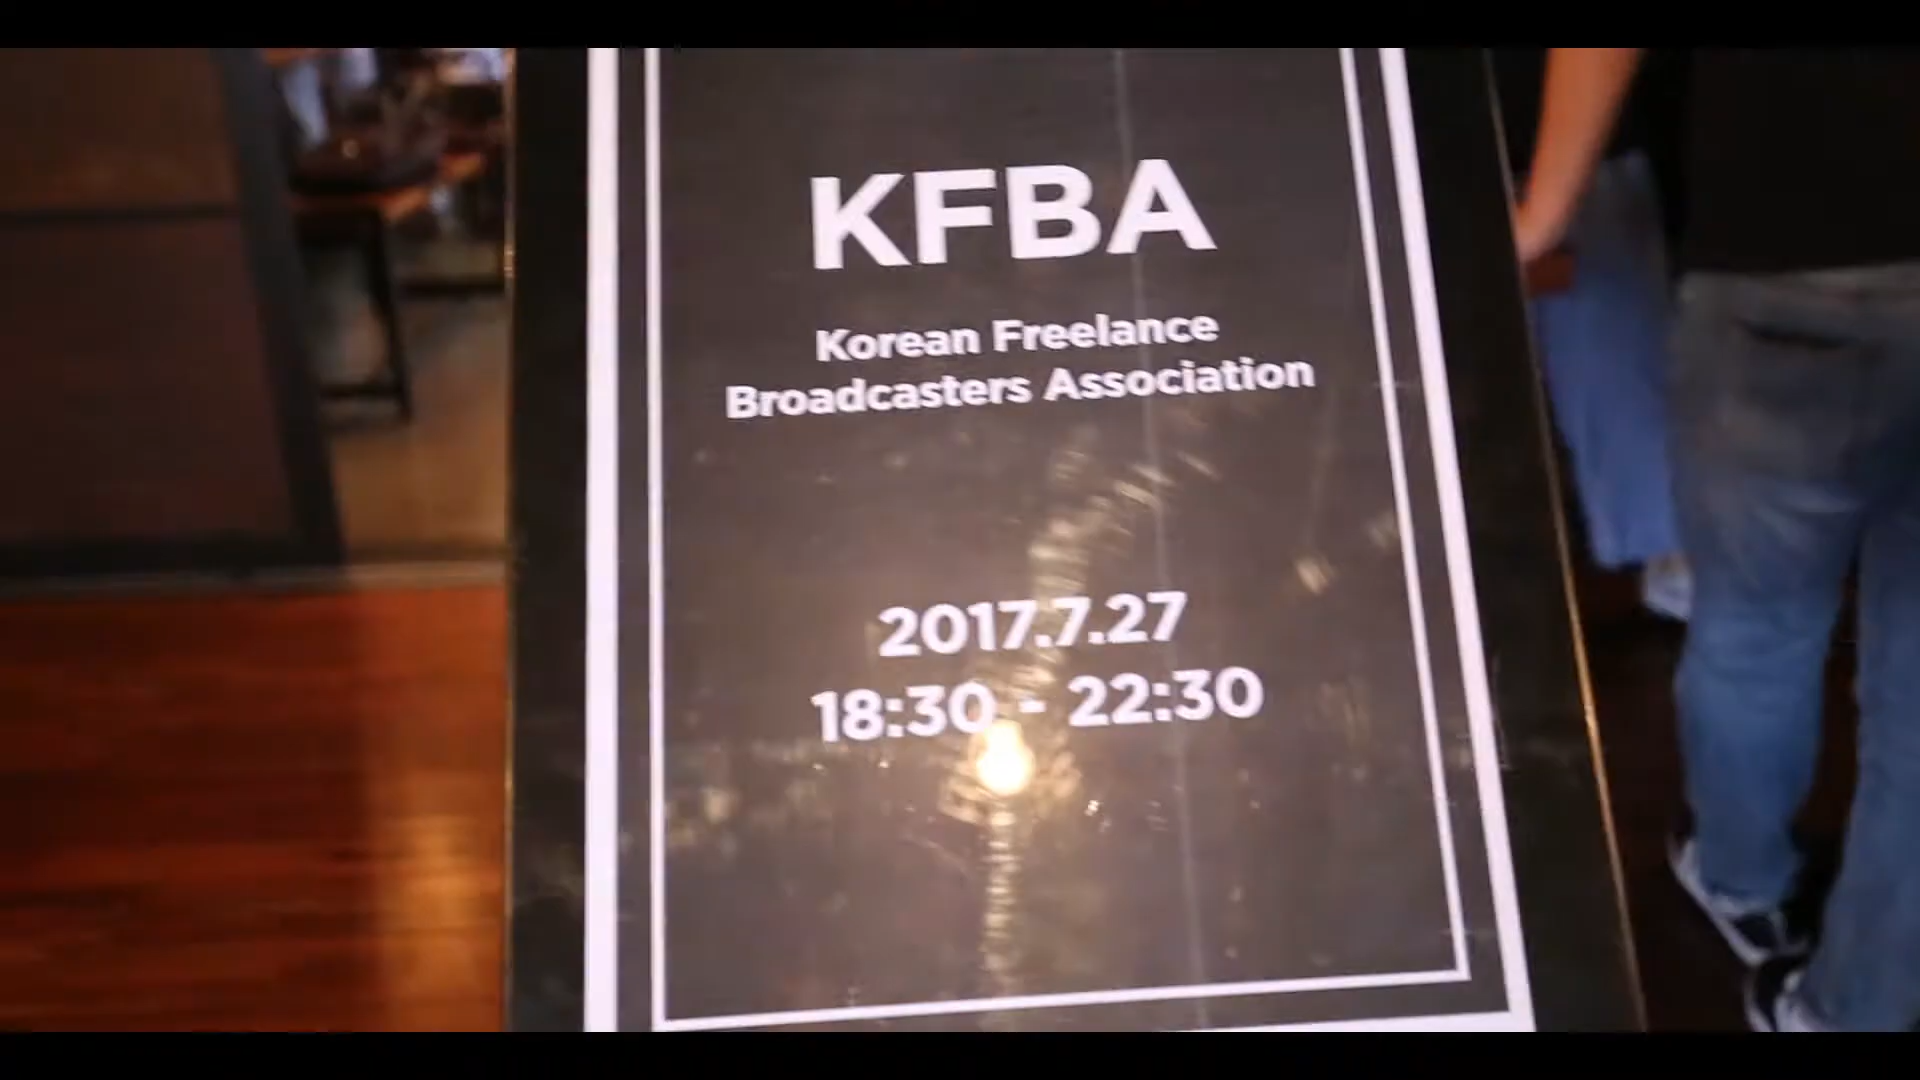 KFBA
Korean Freelance
Broadcasters Association
2017.7.27
18:30 - 22:30